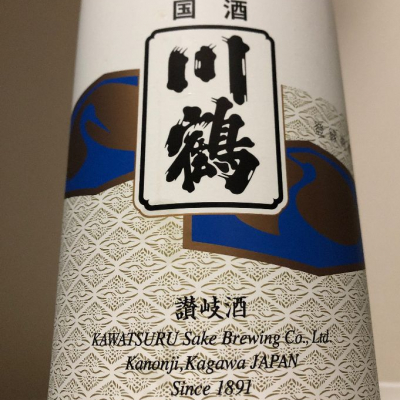 国酒
川鶴
讃岐酒
KAWATSURU Sake Brewing Co., Ltd.
Kanonji, Kagawa JAPAN
Since 1891